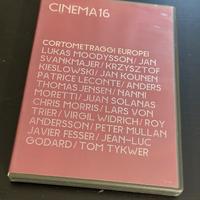 CINEMA16
CORTOMETRAGGI EUROPEI
LUKAS MOODYSSON/JAN
SVANKMAJER/KRZYSZTOF
KIESLOWSKI/JAN KOUNEN
PATRICE LECONTE/ANDERS
THOMAS JENSEN/NANNI
MORETTI/JUAN SOLANAS
CHRIS MORRIS/LARS VON
TRIER/VIRGIL WIDRICH/ROY
ANDERSSON/PETER MULLAN
JAVIER FESSER/JEAN-LUC
GODARD/TOM TYKWER